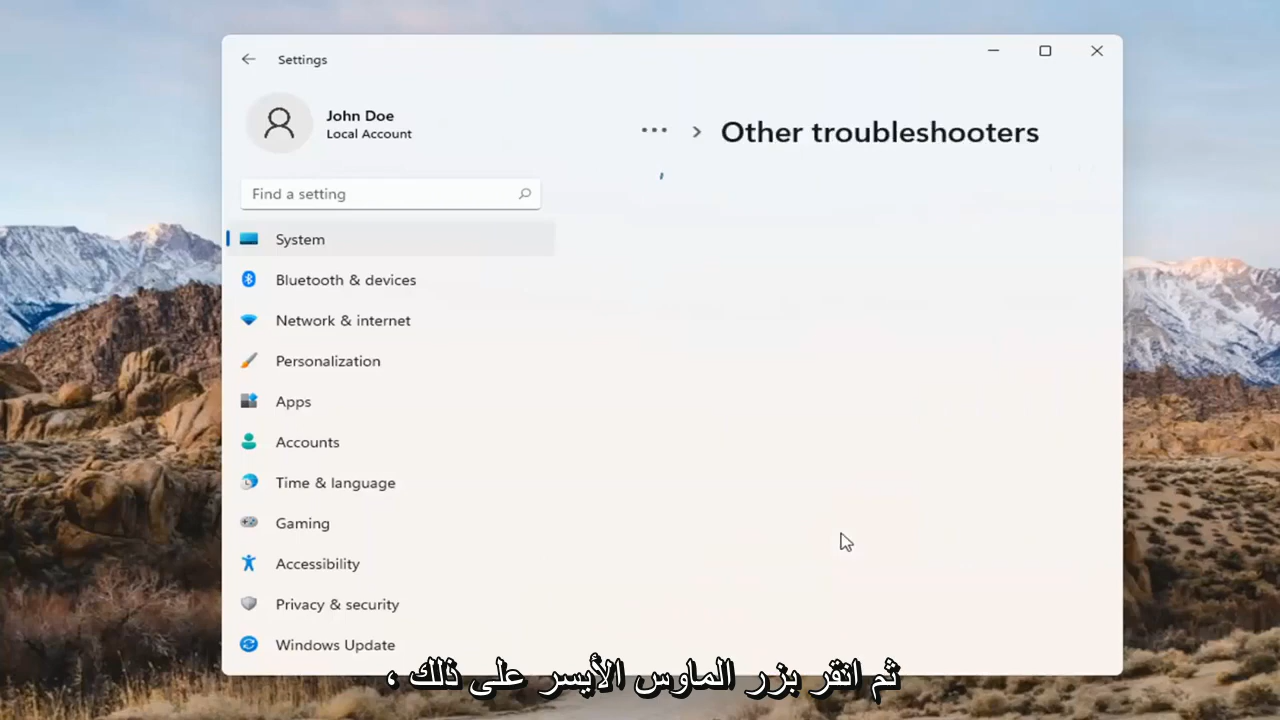 Settings
John Doe
Local Account
Find a setting
System
Bluetooth & devices
Network & internet
Personalization
Apps
Accounts
Time & language
Gaming
Accessibility
Privacy & security
Windows Update
••• > Other troubleshooters
ثم انقر بزر الماوس الأيسر على ذلك ،